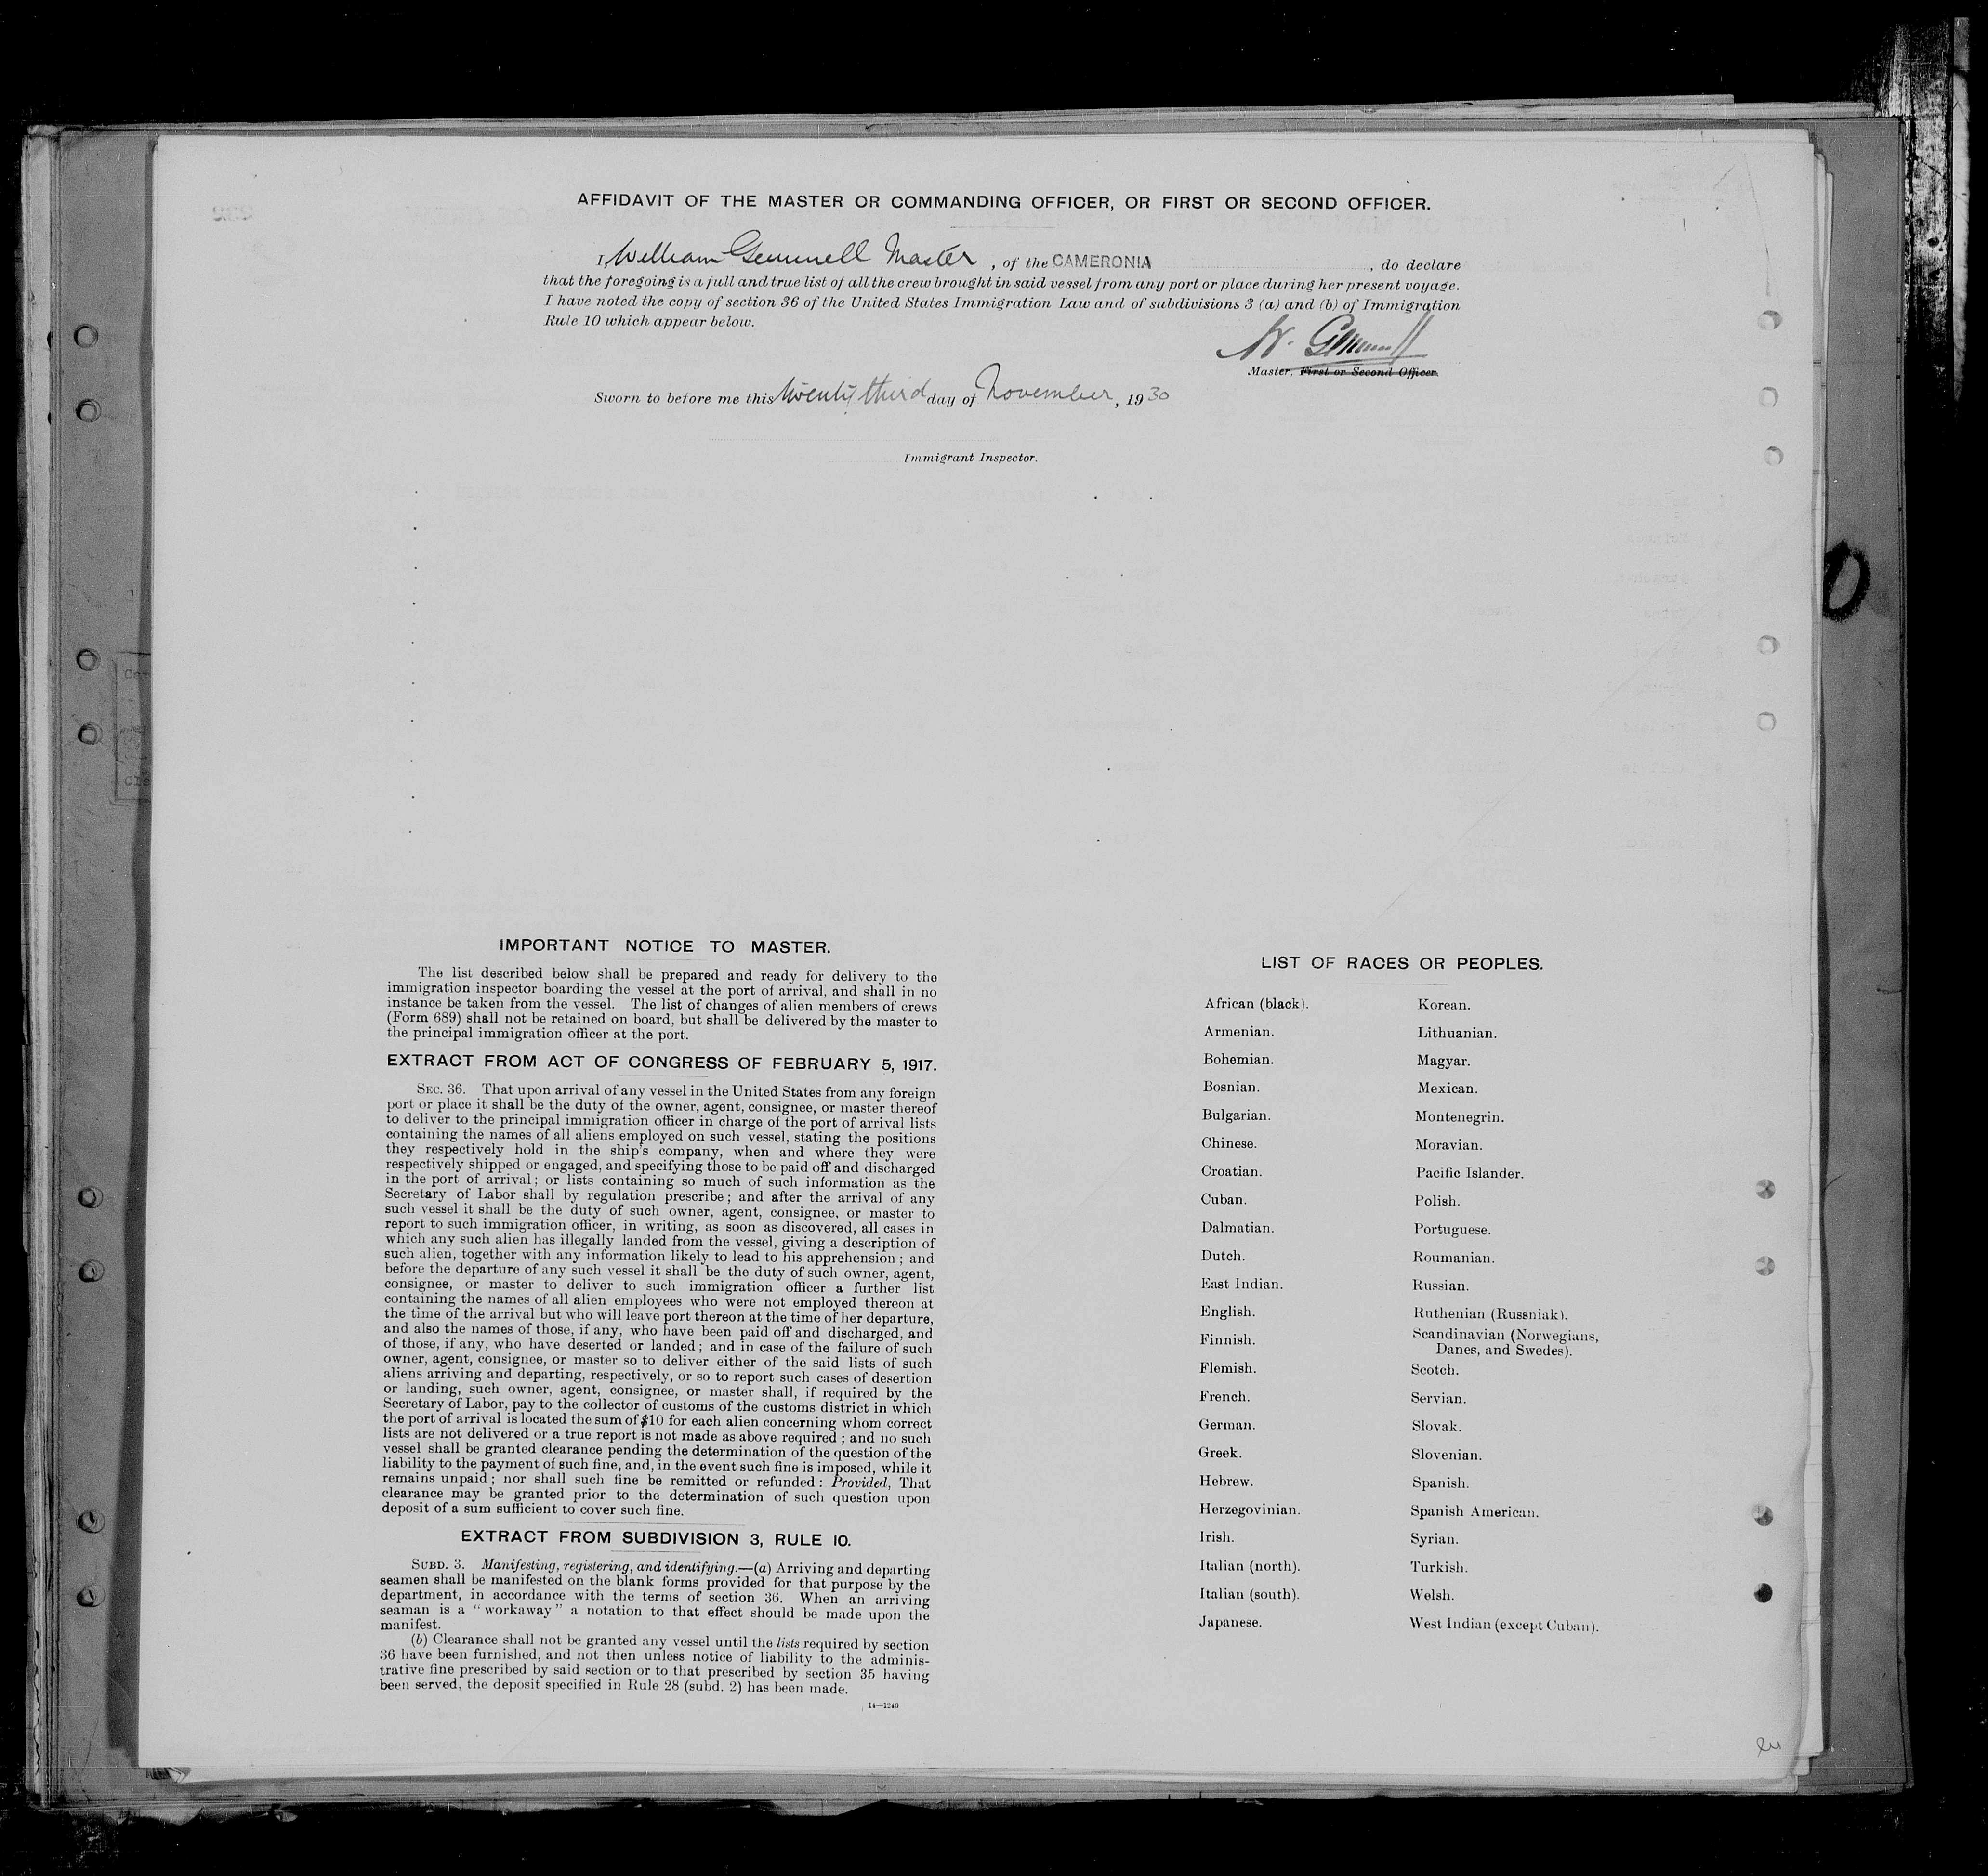 AFFIDAVIT OF THE MASTER OR COMMANDING OFFICER, OR FIRST OR SECOND OFFICER.
I, William Gemmell Master, of the CAMERONIA, do declare
that the foregoing is a full and true list of all the crew brought in said vessel from any port or place during her present voyage.
I have noted the copy of section 36 of the United States Immigration Law and of subdivisions 3 (a) and (b) of Immigration
Rule 10 which appear below.
W. Gemmell
Master, First or Second Officer.
Sworn to before me this twenty third day of November, 1930
Immigrant Inspector.
IMPORTANT NOTICE TO MASTER.
The list described below shall be prepared and ready for delivery to the
immigration inspector boarding the vessel at the port of arrival, and shall in no
instance be taken from the vessel. The list of changes of alien members of crews
(Form 689) shall not be retained on board, but shall be delivered by the master to
the principal immigration officer at the port.
EXTRACT FROM ACT OF CONGRESS OF FEBRUARY 5, 1917.
SEC. 36. That upon arrival of any vessel in the United States from any foreign
port or place it shall be the duty of the owner, agent, consignee, or master thereof
to deliver to the principal immigration officer in charge of the port of arrival lists
containing the names of all aliens employed on such vessel, stating the positions
they respectively hold in the ship's company, when and where they were
respectively shipped or engaged, and specifying those to be paid off and discharged
in the port of arrival; or lists containing so much of such information as the
Secretary of Labor shall by regulation prescribe; and after the arrival of any
such vessel it shall be the duty of such owner, agent, consignee, or master to
report to such immigration officer, in writing, as soon as discovered, all cases in
which any such alien has illegally landed from the vessel, giving a description of
such alien, together with any information likely to lead to his apprehension; and
before the departure of any such vessel it shall be the duty of such owner, agent,
consignee, or master to deliver to such immigration officer a further list
containing the names of all alien employees who were not employed thereon at
the time of the arrival but who will leave port thereon at the time of her departure,
and also the names of those, if any, who have been paid off and discharged, and
of those, if any, who have deserted or landed; and in case of the failure of such
owner, agent, consignee, or master so to deliver either of the said lists of such
aliens arriving and departing, respectively, or so to report such cases of desertion
or landing, such owner, agent, consignee, or master shall, if required by the
Secretary of Labor, pay to the collector of customs of the customs district in which
the port of arrival is located the sum of $10 for each alien concerning whom correct
lists are not delivered or a true report is not made as above required; and no such
vessel shall be granted clearance pending the determination of the question of the
liability to the payment of such fine, and, in the event such fine is imposed, while it
remains unpaid; nor shall such fine be remitted or refunded: Provided, That
clearance may be granted prior to the determination of such question upon
deposit of a sum sufficient to cover such fine.
EXTRACT FROM SUBDIVISION 3, RULE 10.
SUBD. 3. Manifesting, registering, and identifying.—(a) Arriving and departing
seamen shall be manifested on the blank forms provided for that purpose by the
department, in accordance with the terms of section 36. When an arriving
seaman is a "workaway" a notation to that effect should be made upon the
manifest.
(b) Clearance shall not be granted any vessel until the lists required by section
36 have been furnished, and not then unless notice of liability to the adminis-
trative fine prescribed by said section or to that prescribed by section 35 having
been served, the deposit specified in Rule 28 (subd. 2) has been made.
14—1240
LIST OF RACES OR PEOPLES.
African (black).
Armenian.
Bohemian.
Bosnian.
Bulgarian.
Chinese.
Croatian.
Cuban.
Dalmatian.
Dutch.
East Indian.
English.
Finnish.
Flemish.
French.
German.
Greek.
Hebrew.
Herzegovinian.
Irish.
Italian (north).
Italian (south).
Japanese.
Korean.
Lithuanian.
Magyar.
Mexican.
Montenegrin.
Moravian.
Pacific Islander.
Polish.
Portuguese.
Roumanian.
Russian.
Ruthenian (Russniak).
Scandinavian (Norwegians,
Danes, and Swedes).
Scotch.
Servian.
Slovak.
Slovenian.
Spanish.
Spanish American.
Syrian.
Turkish.
Welsh.
West Indian (except Cuban).